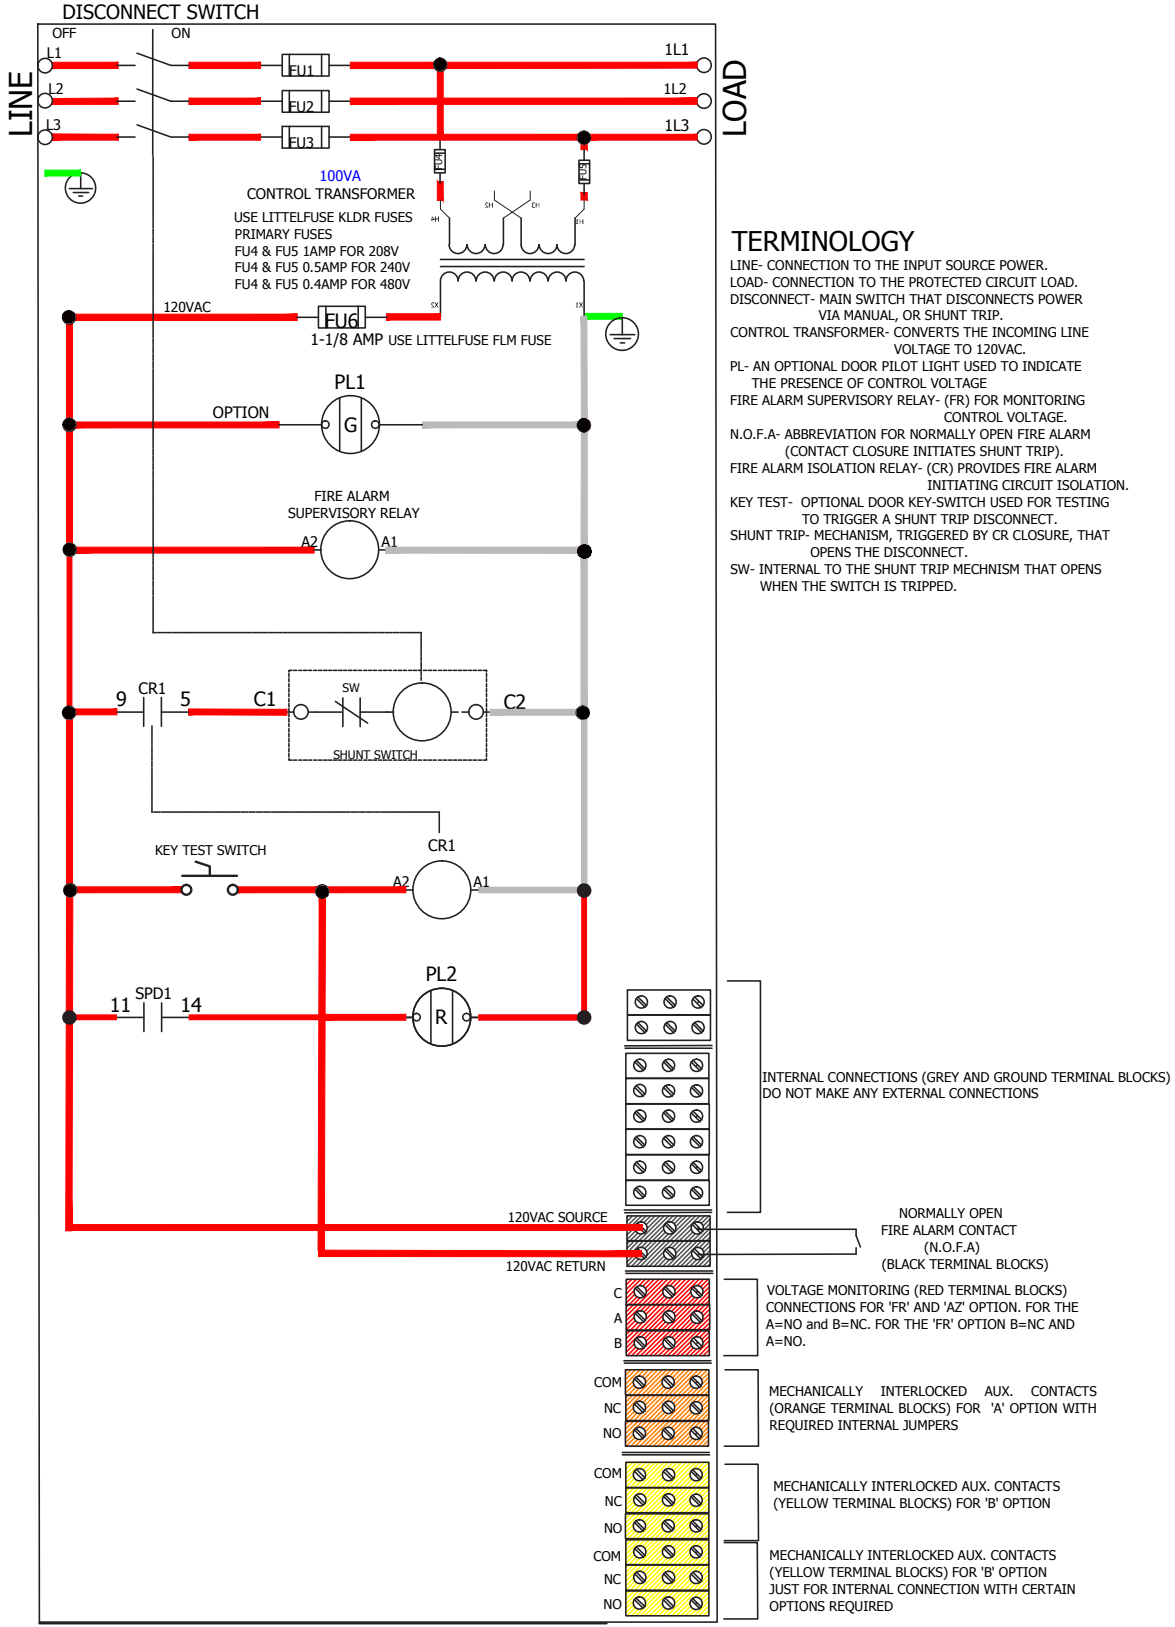 DISCONNECT SWITCH
OFF
ON
LINE
L1
L2
L3
FU1
FU2
FU3
1L1
1L2
1L3
LOAD
FU4
FU5
100VA
CONTROL TRANSFORMER
USE LITTELFUSE KLDR FUSES
PRIMARY FUSES
FU4 & FU5 1AMP FOR 208V
FU4 & FU5 0.5AMP FOR 240V
FU4 & FU5 0.4AMP FOR 480V
H4
H2
H3
H1
X2
X1
120VAC
FU6
1-1/8 AMP USE LITTELFUSE FLM FUSE
TERMINOLOGY
LINE- CONNECTION TO THE INPUT SOURCE POWER.
LOAD- CONNECTION TO THE PROTECTED CIRCUIT LOAD.
DISCONNECT- MAIN SWITCH THAT DISCONNECTS POWER
VIA MANUAL, OR SHUNT TRIP.
CONTROL TRANSFORMER- CONVERTS THE INCOMING LINE
VOLTAGE TO 120VAC.
PL- AN OPTIONAL DOOR PILOT LIGHT USED TO INDICATE
THE PRESENCE OF CONTROL VOLTAGE
FIRE ALARM SUPERVISORY RELAY- (FR) FOR MONITORING
CONTROL VOLTAGE.
N.O.F.A- ABBREVIATION FOR NORMALLY OPEN FIRE ALARM
(CONTACT CLOSURE INITIATES SHUNT TRIP).
FIRE ALARM ISOLATION RELAY- (CR) PROVIDES FIRE ALARM
INITIATING CIRCUIT ISOLATION.
KEY TEST- OPTIONAL DOOR KEY-SWITCH USED FOR TESTING
TO TRIGGER A SHUNT TRIP DISCONNECT.
SHUNT TRIP- MECHANISM, TRIGGERED BY CR CLOSURE, THAT
OPENS THE DISCONNECT.
SW- INTERNAL TO THE SHUNT TRIP MECHNISM THAT OPENS
WHEN THE SWITCH IS TRIPPED.
PL1
OPTION
G
FIRE ALARM
SUPERVISORY RELAY
A2
A1
9
CR1
5
C1
SW
C2
SHUNT SWITCH
KEY TEST SWITCH
CR1
A2
A1
PL2
11
SPD1
14
R
INTERNAL CONNECTIONS (GREY AND GROUND TERMINAL BLOCKS)
DO NOT MAKE ANY EXTERNAL CONNECTIONS
120VAC SOURCE
120VAC RETURN
NORMALLY OPEN
FIRE ALARM CONTACT
(N.O.F.A)
(BLACK TERMINAL BLOCKS)
C
A
B
VOLTAGE MONITORING (RED TERMINAL BLOCKS)
CONNECTIONS FOR 'FR' AND 'AZ' OPTION. FOR THE
A=NO and B=NC. FOR THE 'FR' OPTION B=NC AND
A=NO.
COM
NC
NO
MECHANICALLY INTERLOCKED AUX. CONTACTS
(ORANGE TERMINAL BLOCKS) FOR 'A' OPTION WITH
REQUIRED INTERNAL JUMPERS
COM
NC
NO
MECHANICALLY INTERLOCKED AUX. CONTACTS
(YELLOW TERMINAL BLOCKS) FOR 'B' OPTION
COM
NC
NO
MECHANICALLY INTERLOCKED AUX. CONTACTS
(YELLOW TERMINAL BLOCKS) FOR 'B' OPTION
JUST FOR INTERNAL CONNECTION WITH CERTAIN
OPTIONS REQUIRED